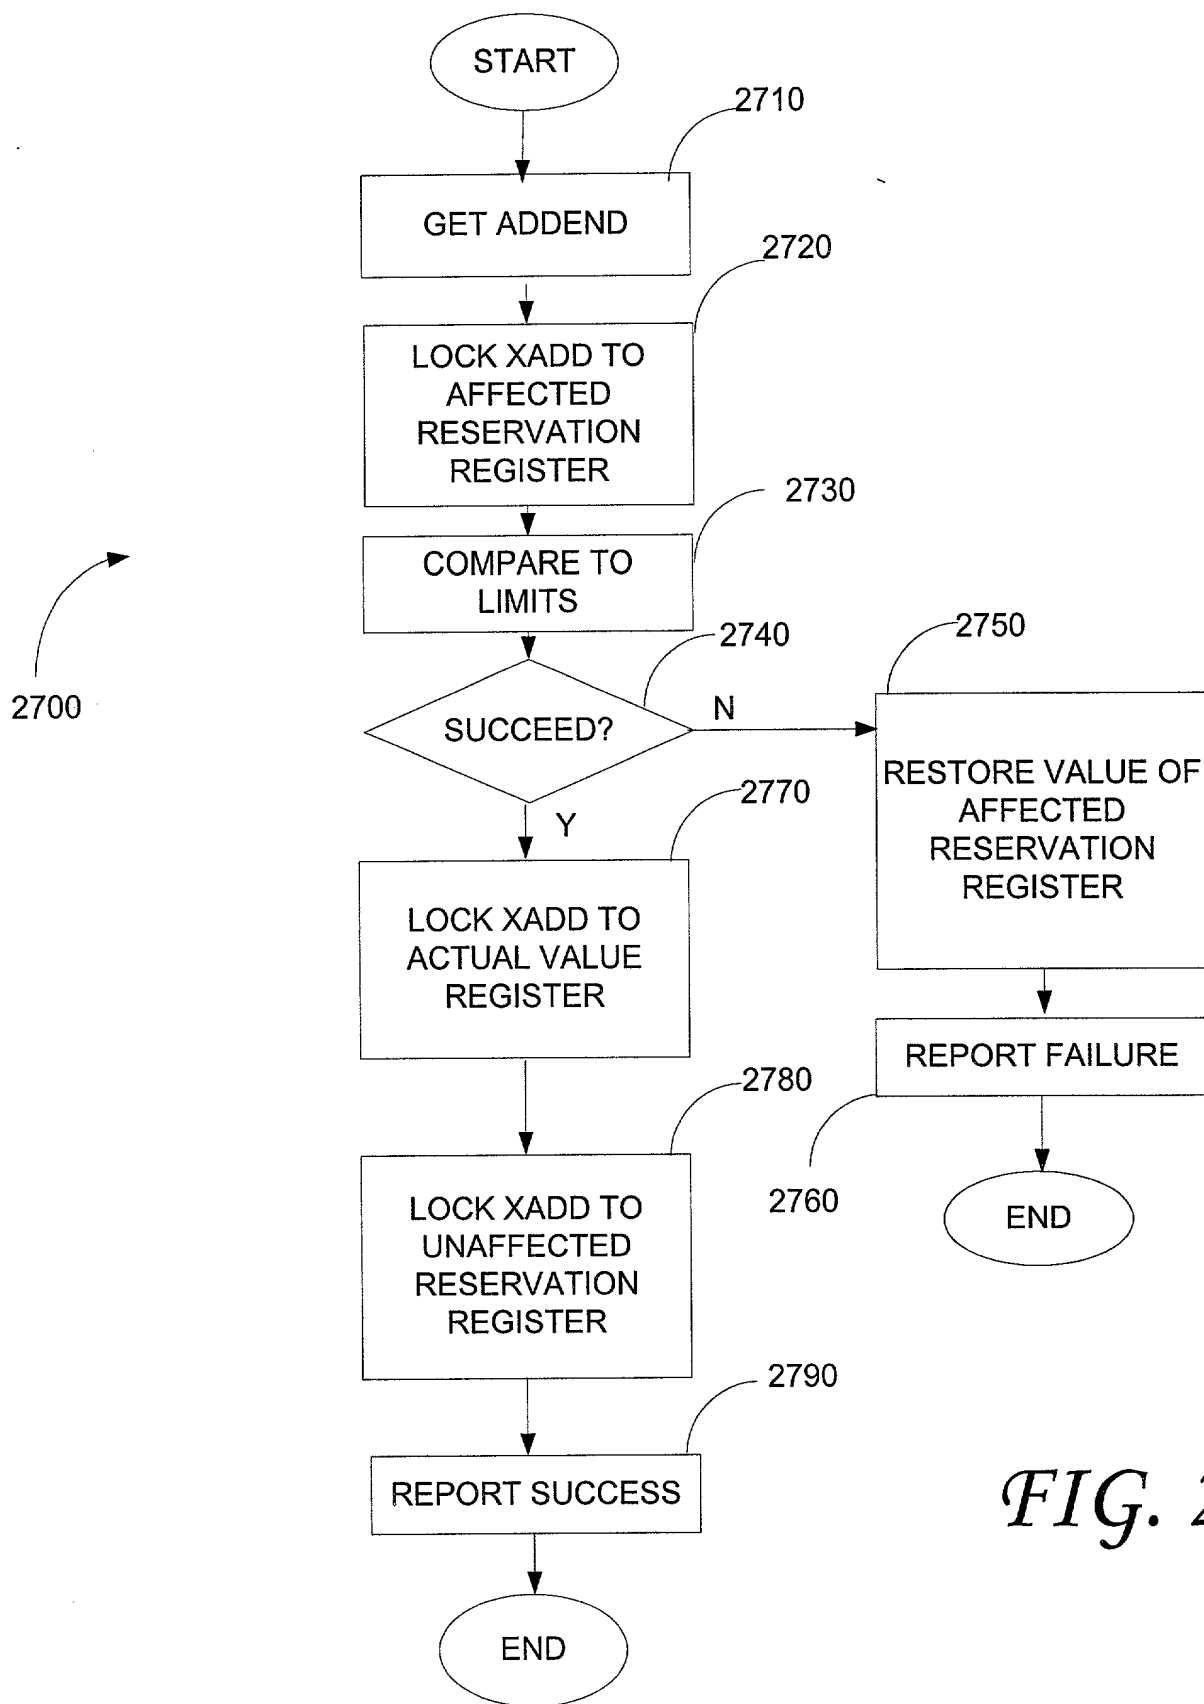 START
2710
GET ADDEND
2720
LOCK XADD TO
AFFECTED
RESERVATION
REGISTER
2730
COMPARE TO
LIMITS
2740
2750
2700
SUCCEED?
N
RESTORE VALUE OF
AFFECTED
RESERVATION
REGISTER
Y
2770
LOCK XADD TO
ACTUAL VALUE
REGISTER
REPORT FAILURE
2760
END
2780
LOCK XADD TO
UNAFFECTED
RESERVATION
REGISTER
2790
REPORT SUCCESS
END
FIG.